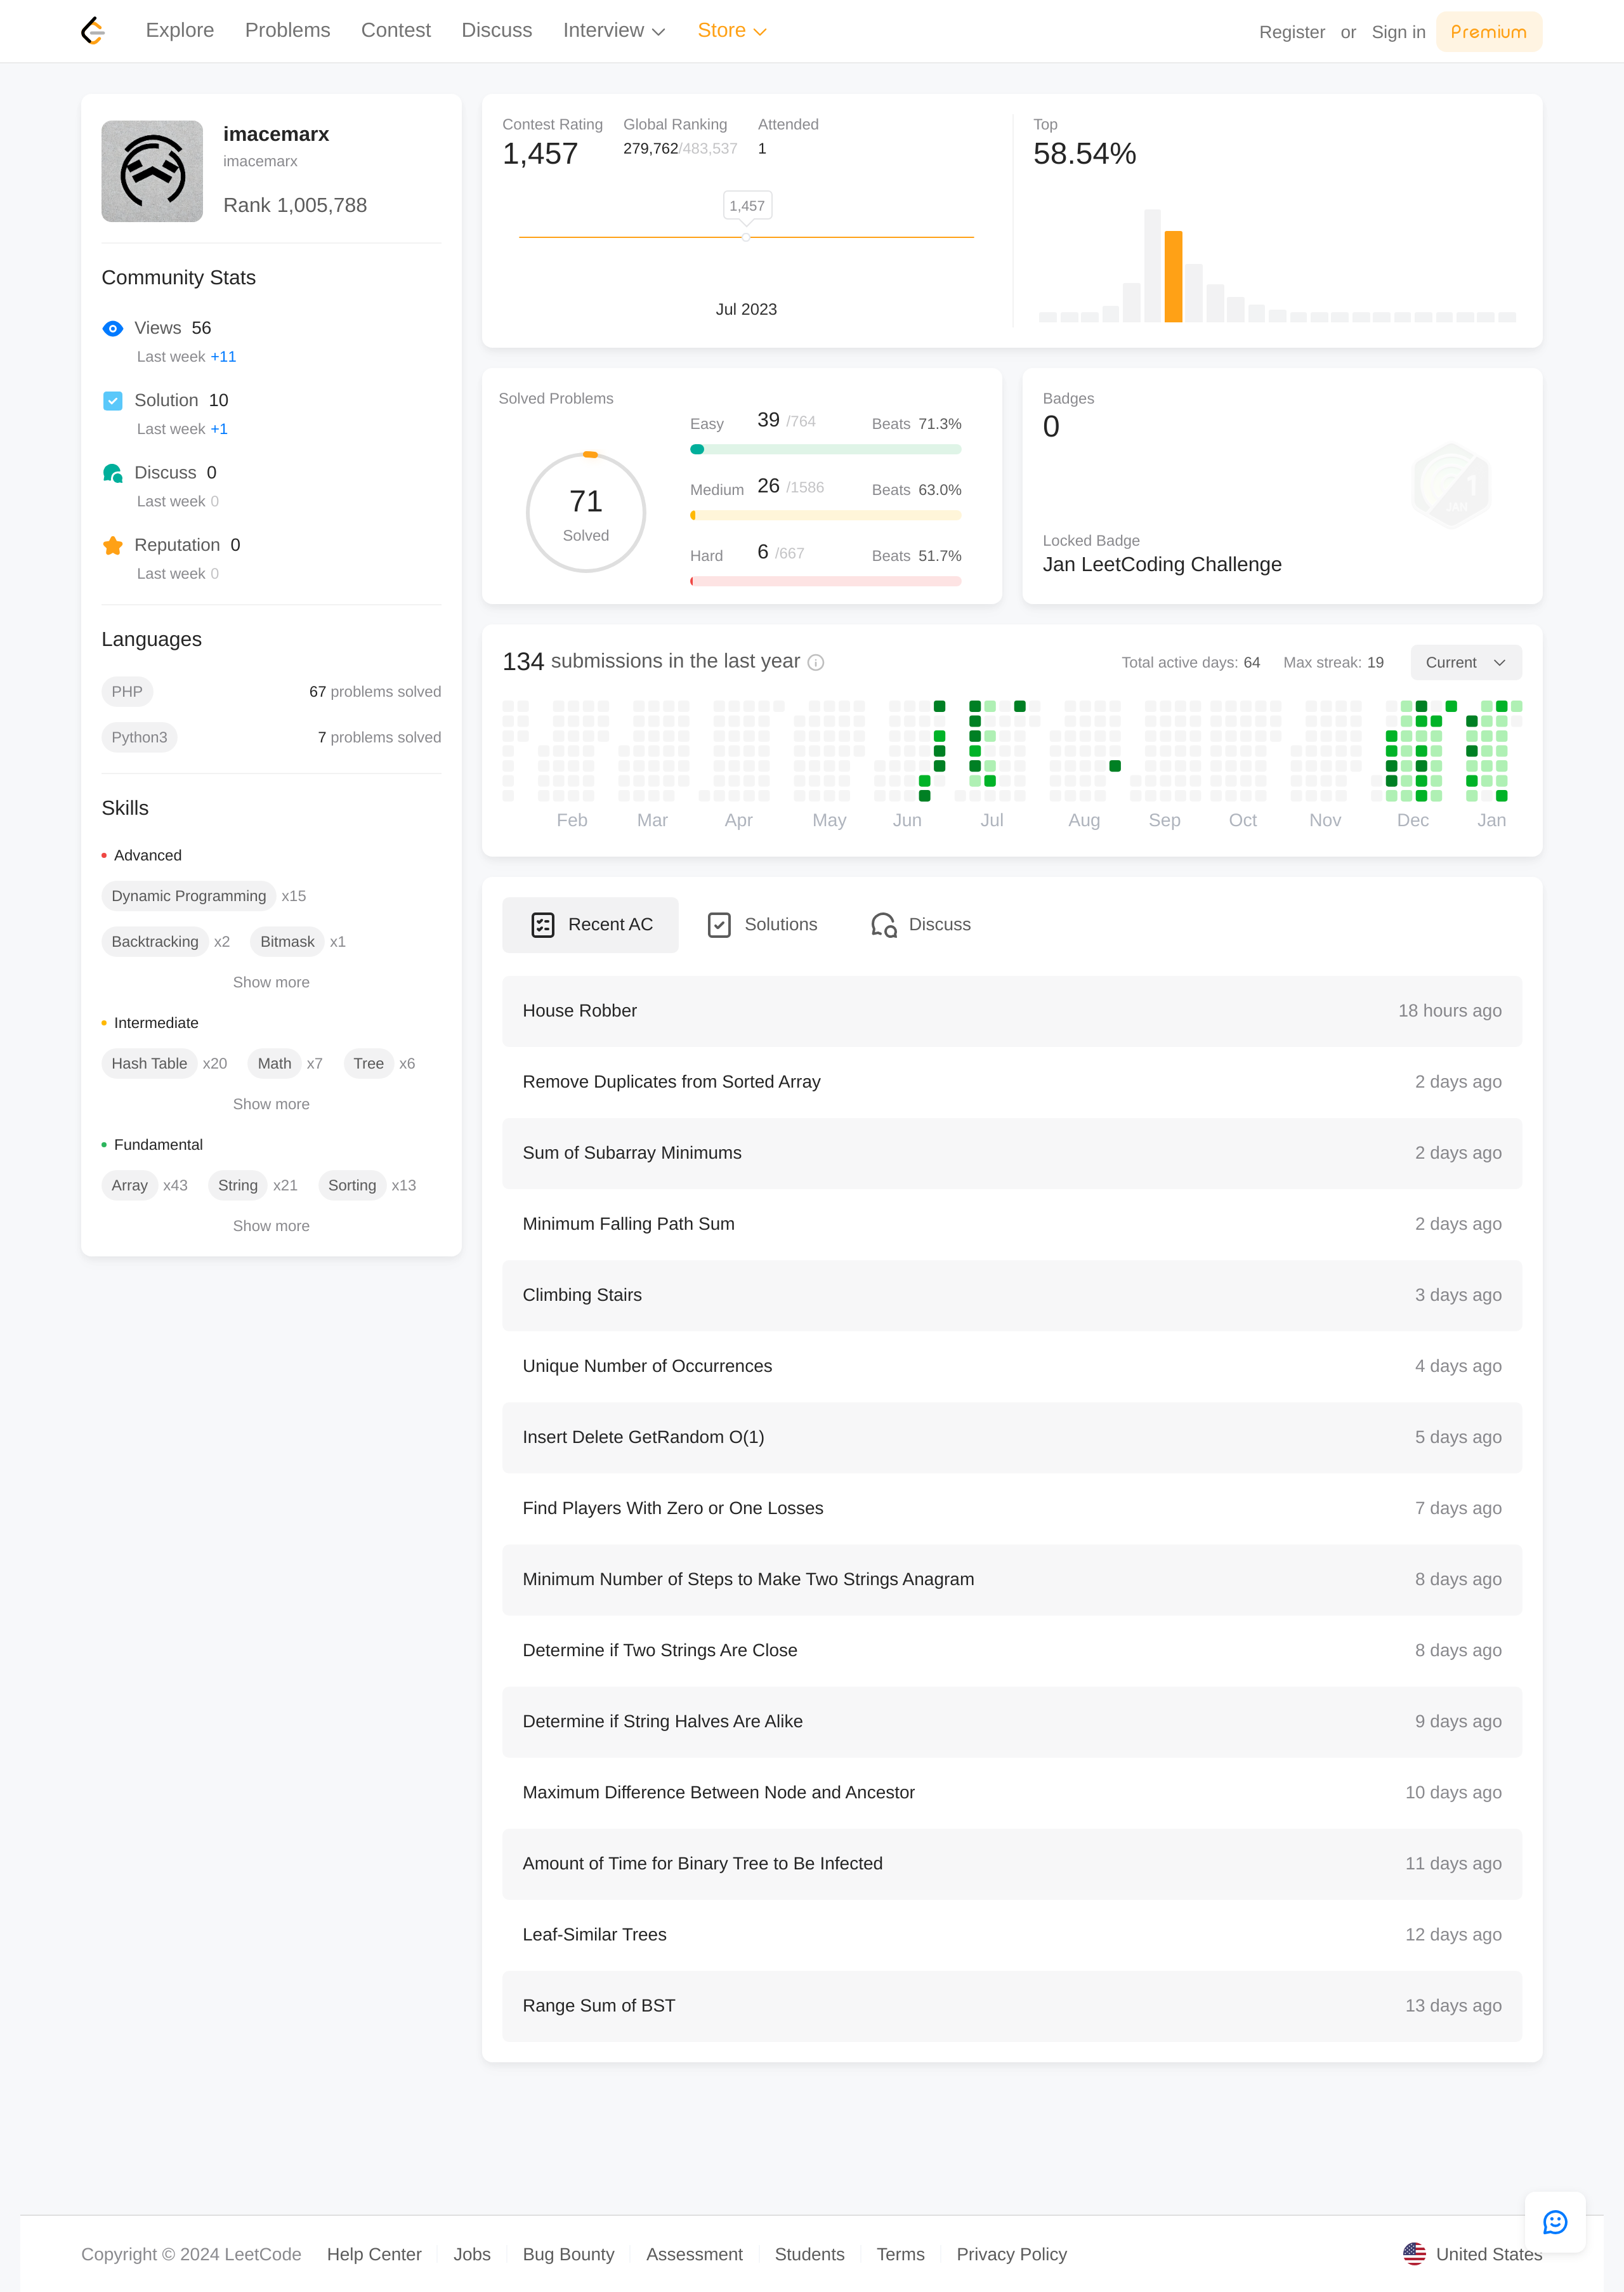 Explore Problems Contest Discuss Interview Store Register or Sign in Premium
imacemarx
imacemarx
Rank 1,005,788
Community Stats
Views 56
Last week +11
Solution 10
Last week +1
Discuss 0
Last week 0
Reputation 0
Last week 0
Languages
PHP 67 problems solved
Python3 7 problems solved
Skills
Advanced
Dynamic Programming x15
Backtracking x2 Bitmask x1
Show more
Intermediate
Hash Table x20 Math x7 Tree x6
Show more
Fundamental
Array x43 String x21 Sorting x13
Show more
Contest Rating Global Ranking Attended
1,457 279,762/483,537 1
1,457
Jul 2023
Top
58.54%
Solved Problems
71
Solved
Easy 39 /764 Beats 71.3%
Medium 26 /1586 Beats 63.0%
Hard 6 /667 Beats 51.7%
Badges
0
1
JAN
Locked Badge
Jan LeetCoding Challenge
134 submissions in the last year Total active days: 64 Max streak: 19 Current
Feb Mar Apr May Jun Jul Aug Sep Oct Nov Dec Jan
Recent AC Solutions Discuss
House Robber 18 hours ago
Remove Duplicates from Sorted Array 2 days ago
Sum of Subarray Minimums 2 days ago
Minimum Falling Path Sum 2 days ago
Climbing Stairs 3 days ago
Unique Number of Occurrences 4 days ago
Insert Delete GetRandom O(1) 5 days ago
Find Players With Zero or One Losses 7 days ago
Minimum Number of Steps to Make Two Strings Anagram 8 days ago
Determine if Two Strings Are Close 8 days ago
Determine if String Halves Are Alike 9 days ago
Maximum Difference Between Node and Ancestor 10 days ago
Amount of Time for Binary Tree to Be Infected 11 days ago
Leaf-Similar Trees 12 days ago
Range Sum of BST 13 days ago
Copyright © 2024 LeetCode Help Center Jobs Bug Bounty Assessment Students Terms Privacy Policy United States